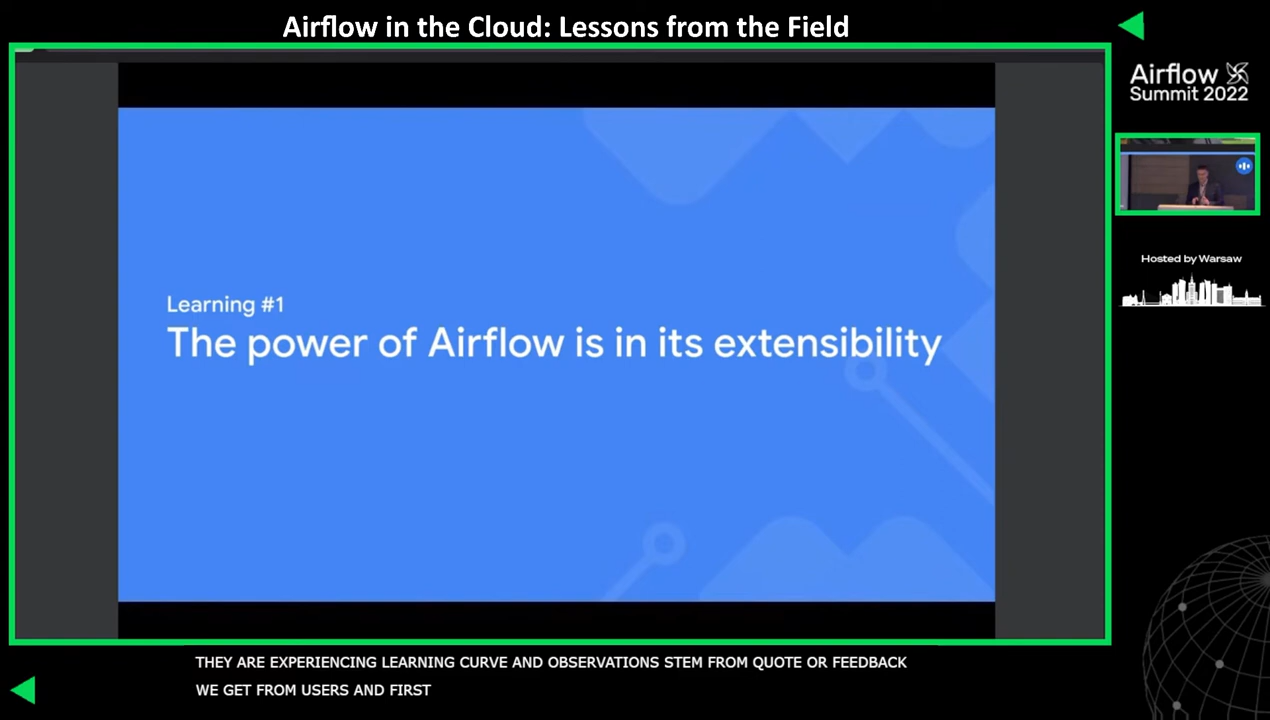 Airflow in the Cloud: Lessons from the Field
Airflow
Summit 2022
Learning #1
The power of Airflow is in its extensibility
Hosted by Warsaw
THEY ARE EXPERIENCING LEARNING CURVE AND OBSERVATIONS STEM FROM QUOTE OR FEEDBACK
WE GET FROM USERS AND FIRST